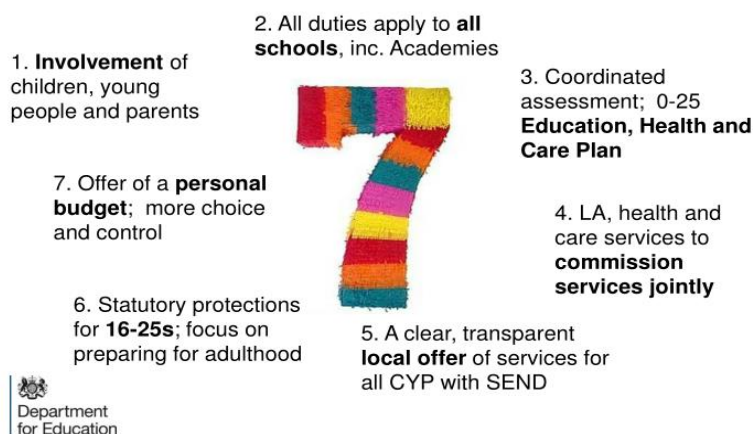 1. Involvement of
children, young
people and parents
2. All duties apply to all
schools, inc. Academies
3. Coordinated
assessment; 0-25
Education, Health and
Care Plan
4. LA, health and
care services to
commission
services jointly
5. A clear, transparent
local offer of services for
all CYP with SEND
6. Statutory protections
for 16-25s; focus on
preparing for adulthood
7. Offer of a personal
budget; more choice
and control
7
Department
for Education